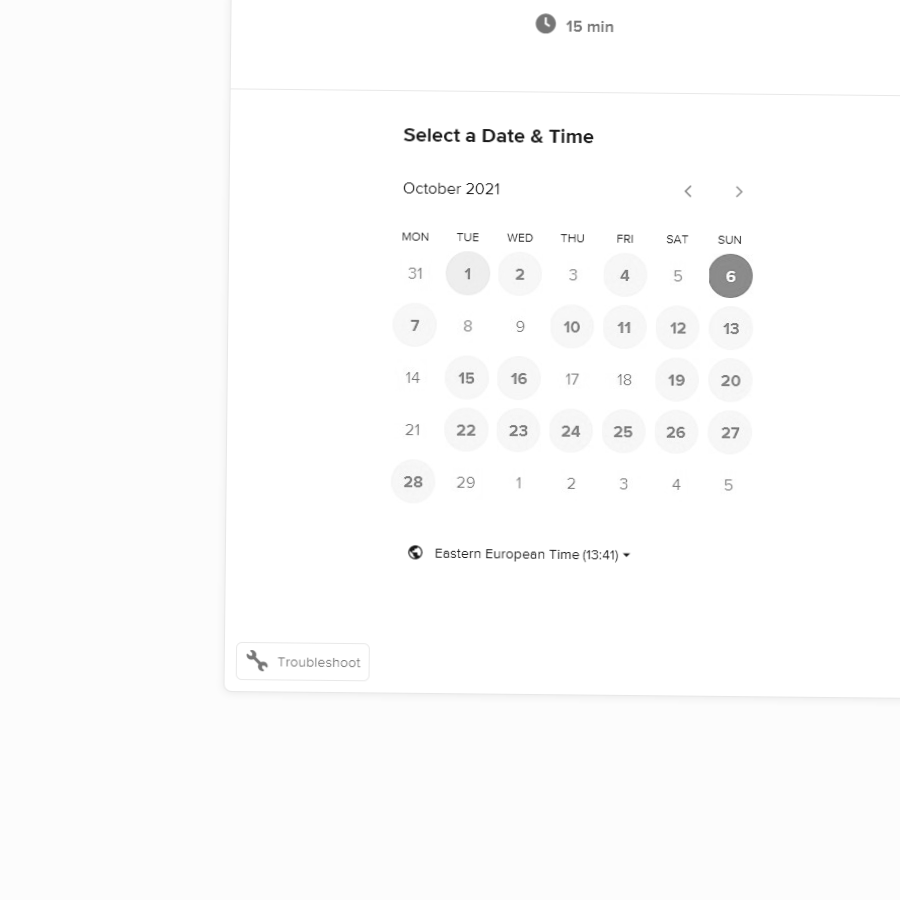 15 min
Select a Date & Time
October 2021
MON TUE WED THU FRI SAT SUN
31 1 2 3 4 5 6
7 8 9 10 11 12 13
14 15 16 17 18 19 20
21 22 23 24 25 26 27
28 29 1 2 3 4 5
Eastern European Time (13:41)
Troubleshoot